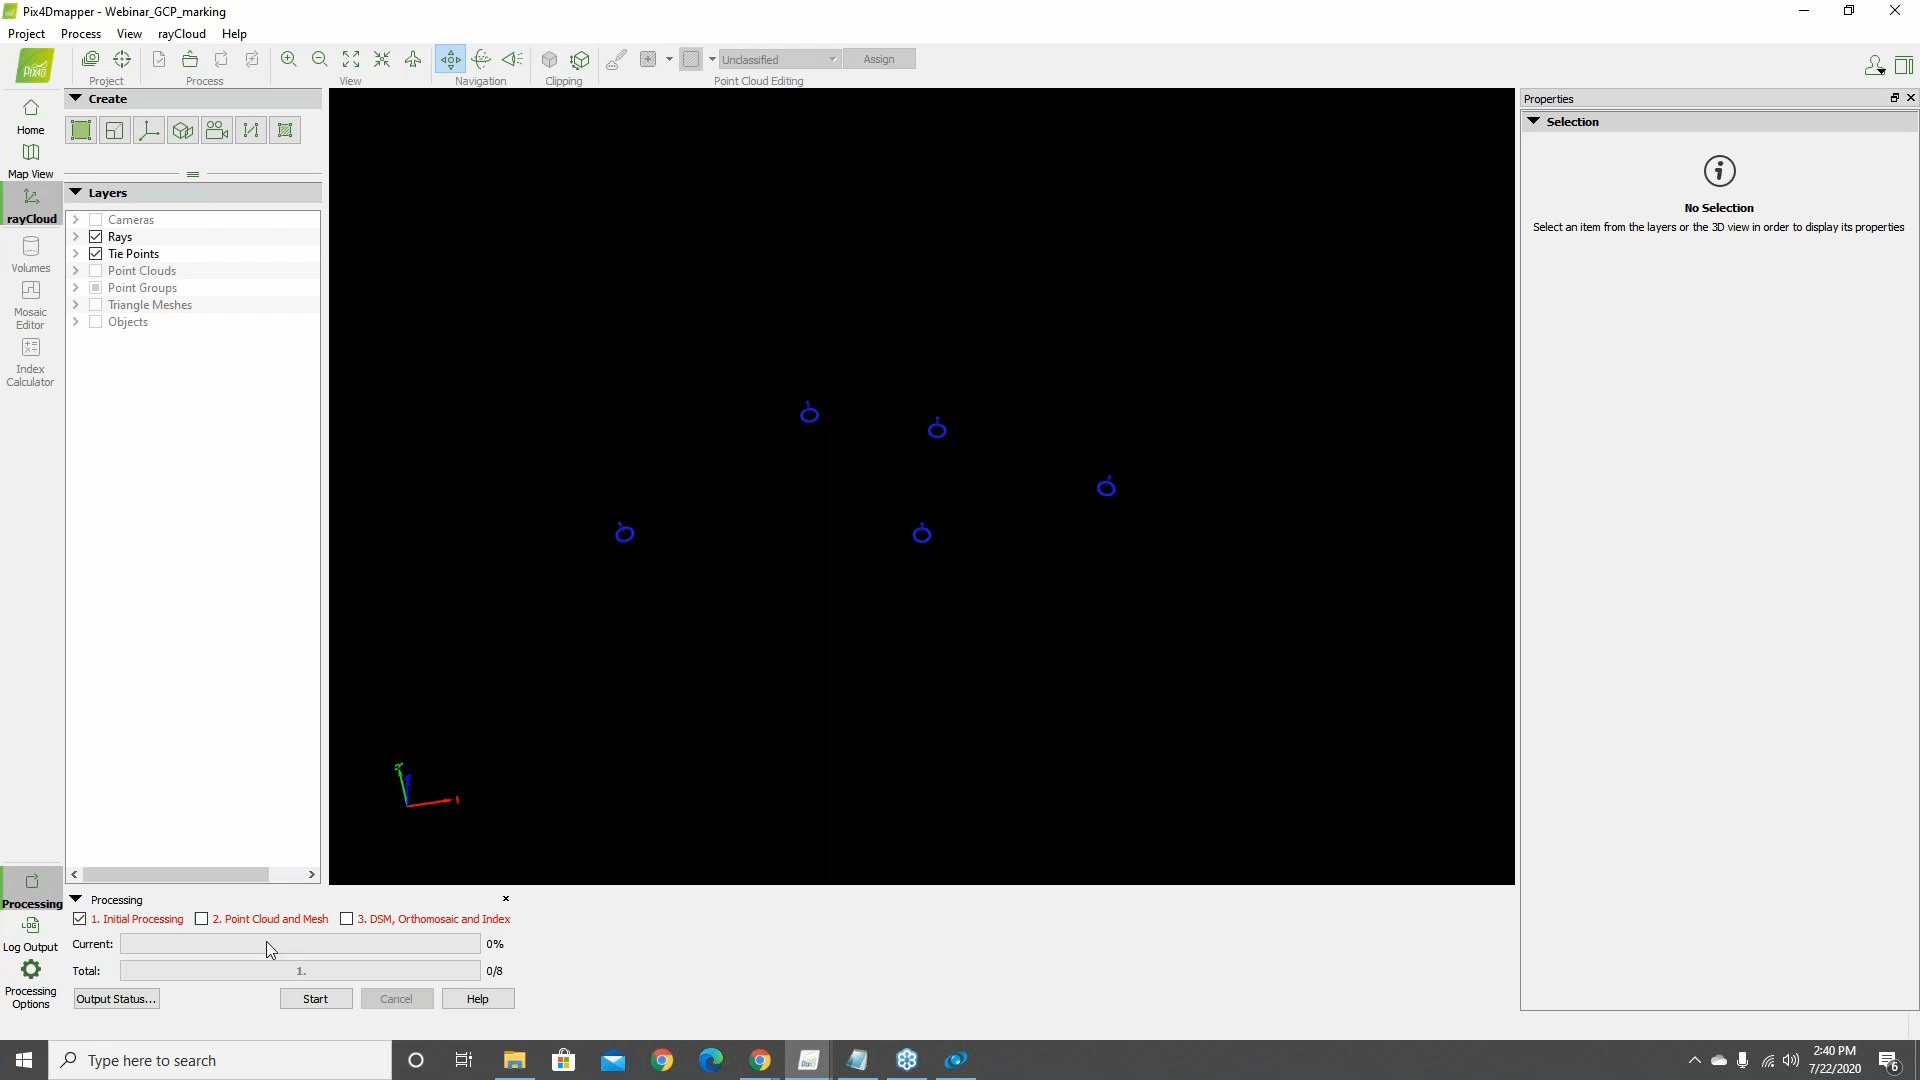 Pix4Dmapper - Webinar_GCP_marking
Project Process View rayCloud Help
PIX4D
Project Process View Navigation Clipping Point Cloud Editing
Unclassified Assign
Home
Map View
rayCloud
Volumes
Mosaic
Editor
Index
Calculator
Create
Layers
Cameras
Rays
Tie Points
Point Clouds
Point Groups
Triangle Meshes
Objects
Properties
Selection
No Selection
Select an item from the layers or the 3D view in order to display its properties
Processing
Log Output
Processing
Options
Processing
1. Initial Processing 2. Point Cloud and Mesh 3. DSM, Orthomosaic and Index
Current: 0%
Total: 1. 0/8
Output Status... Start Cancel Help
Type here to search
2:40 PM
7/22/2020
6